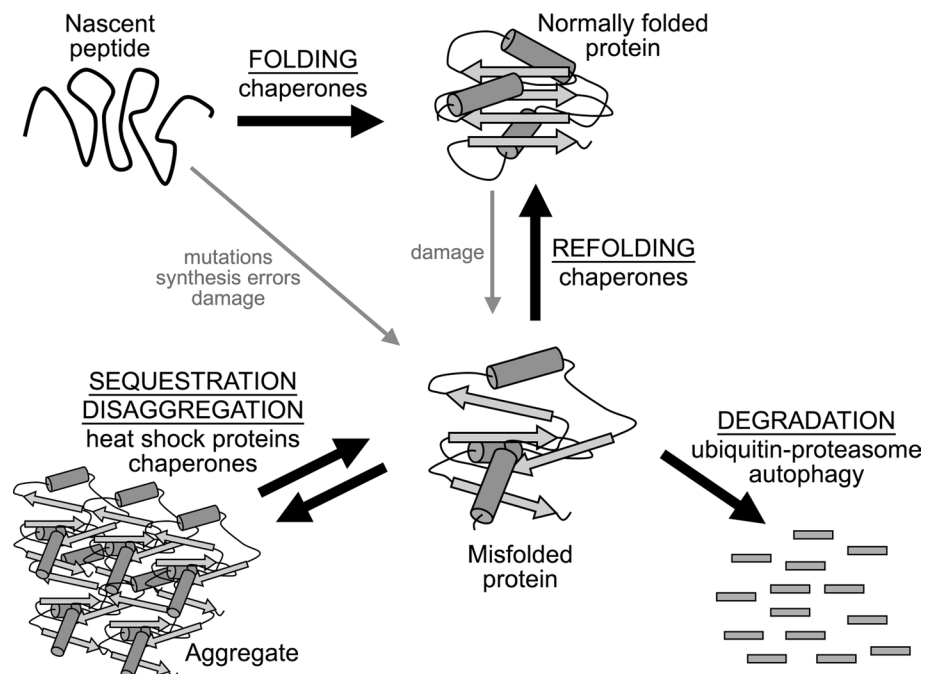 Nascent
peptide
FOLDING
chaperones
Normally folded
protein
mutations
synthesis errors
damage
damage
REFOLDING
chaperones
SEQUESTRATION
DISAGGREGATION
heat shock proteins
chaperones
DEGRADATION
ubiquitin-proteasome
autophagy
Misfolded
protein
Aggregate